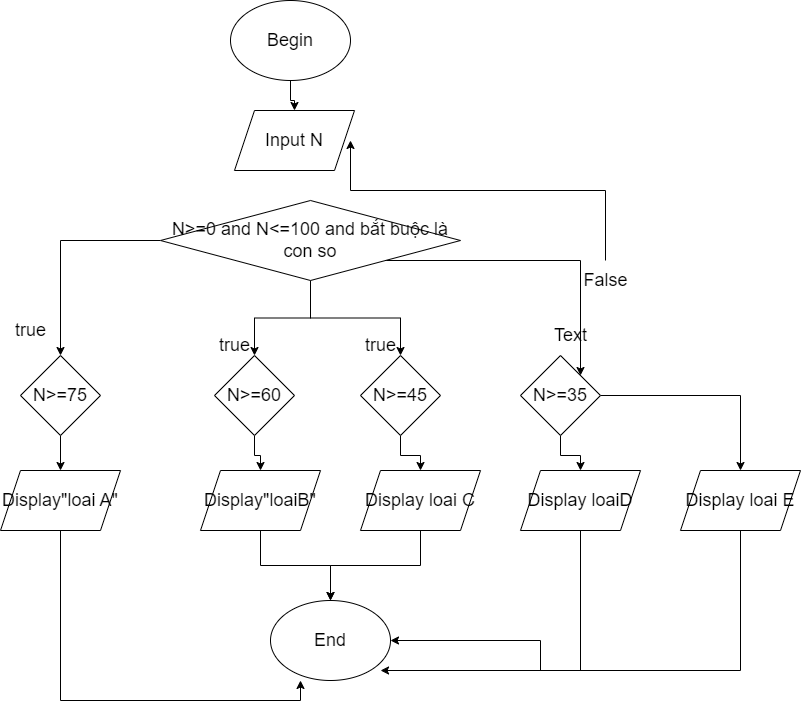 Begin
Input N
N>=0 and N<=100 and bắt buộc là
con so
False
true
true
true
Text
N>=75
N>=60
N>=45
N>=35
Display"loai A"
Display"loaiB"
Display loai C
Display loaiD
Display loai E
End